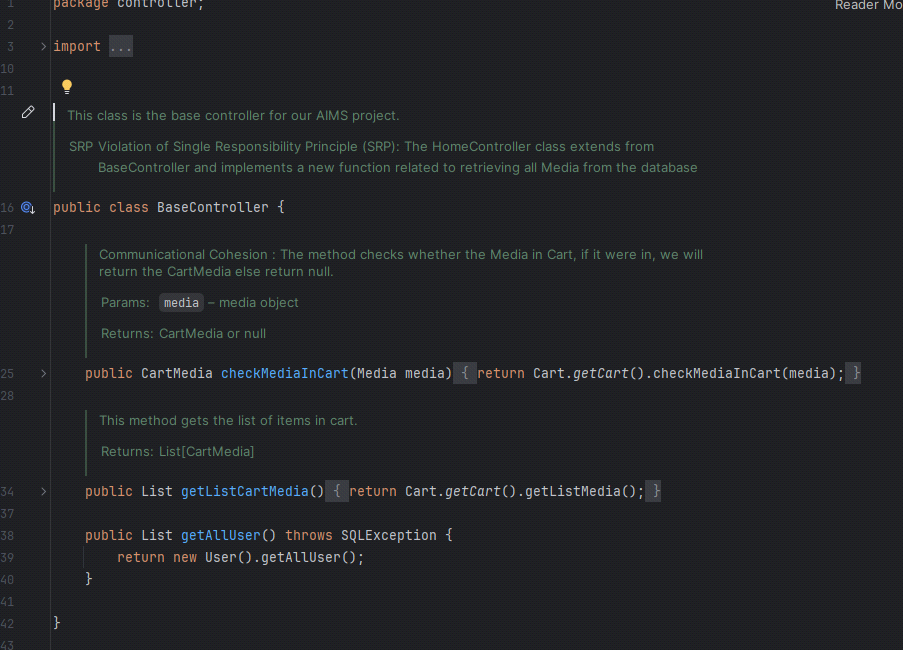 1 package controller;
Reader Mo
2
3 import ...
10
11
This class is the base controller for our AIMS project.
SRP Violation of Single Responsibility Principle (SRP): The HomeController class extends from
BaseController and implements a new function related to retrieving all Media from the database
16 public class BaseController {
17
Communicational Cohesion : The method checks whether the Media in Cart, if it were in, we will
return the CartMedia else return null.
Params: media – media object
Returns: CartMedia or null
25 public CartMedia checkMediaInCart(Media media) { return Cart.getCart().checkMediaInCart(media); }
28
This method gets the list of items in cart.
Returns: List[CartMedia]
34 public List getListCartMedia() { return Cart.getCart().getListMedia(); }
37
38 public List getAllUser() throws SQLException {
39 return new User().getAllUser();
40 }
41
42 }
43